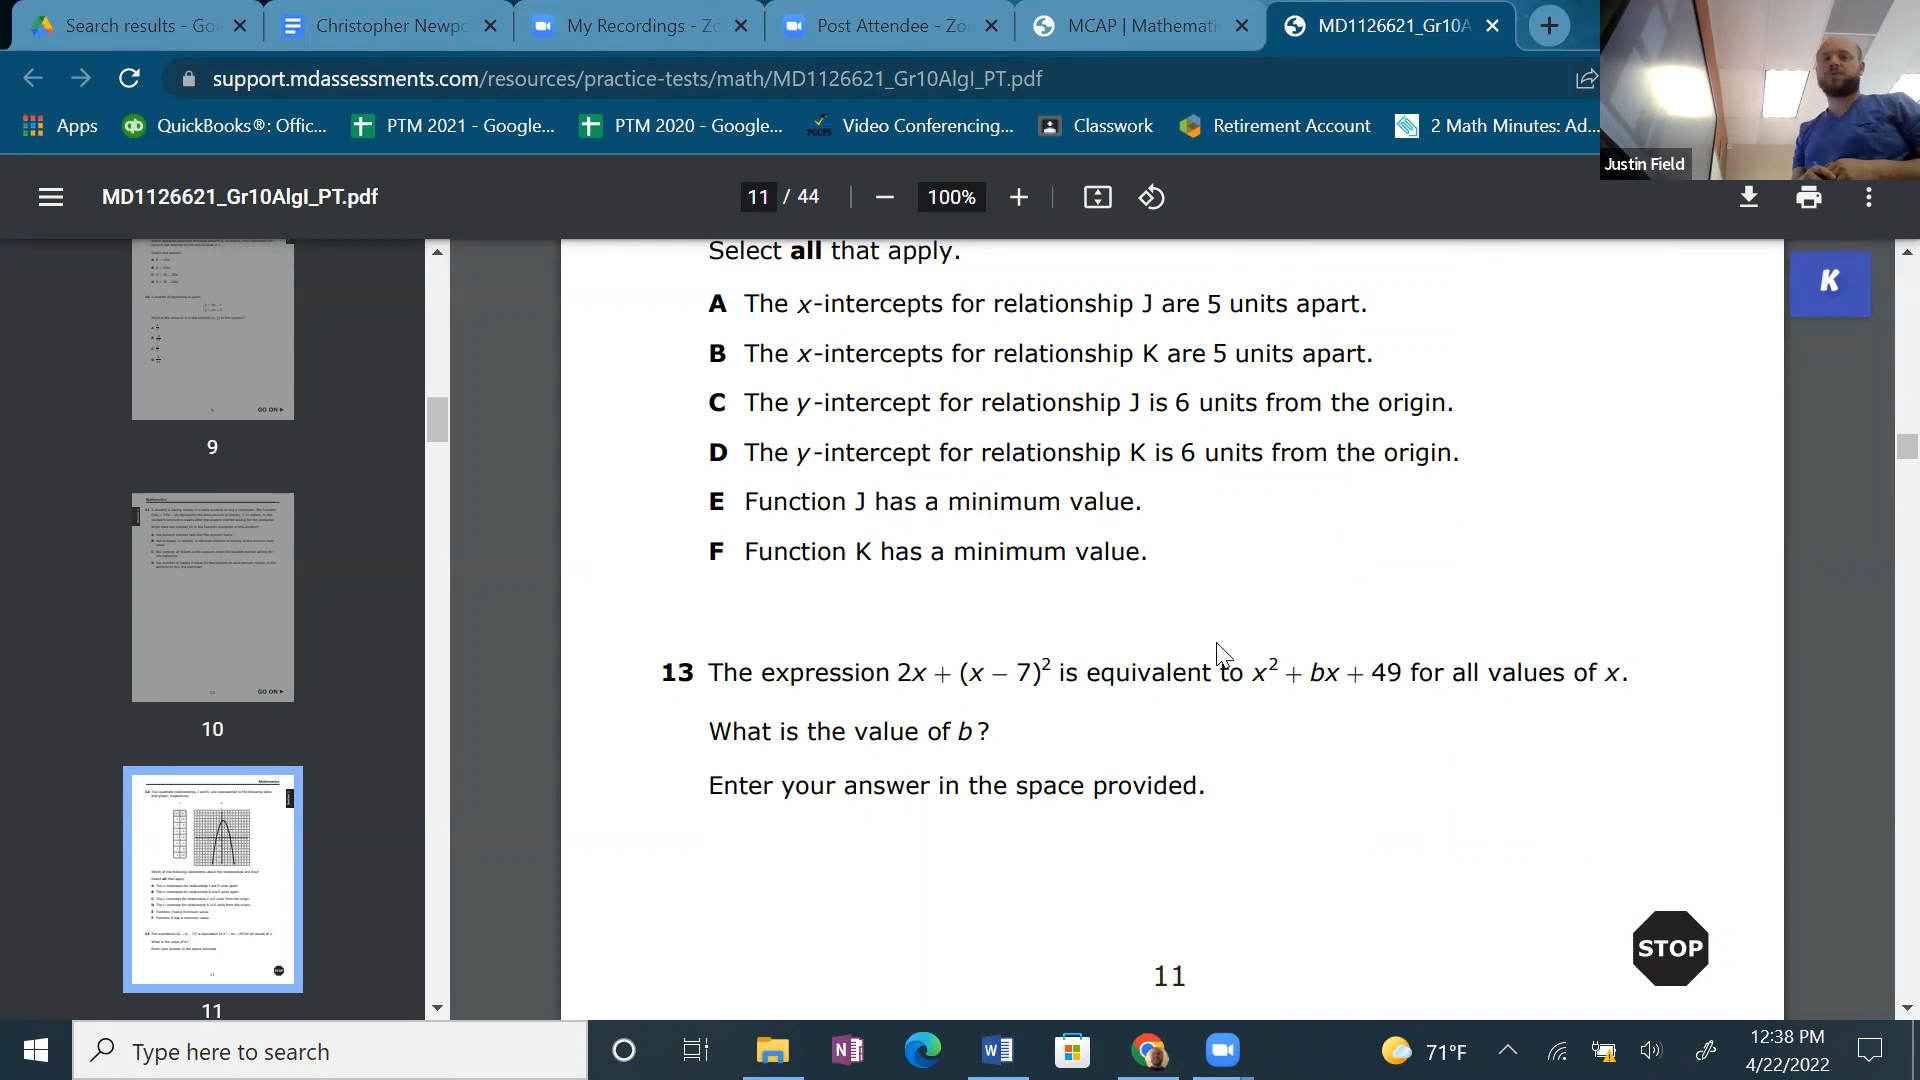 Search results - Go
Christopher Newpo
My Recordings - Zo
Post Attendee - Zo
MCAP | Mathemati
MD1126621_Gr10A
support.mdassessments.com/resources/practice-tests/math/MD1126621_Gr10AlgI_PT.pdf
Apps
QuickBooks®: Offic...
PTM 2021 - Google...
PTM 2020 - Google...
PGCPS
Video Conferencing...
Classwork
Retirement Account
2 Math Minutes: Ad...
Justin Field
MD1126621_Gr10AlgI_PT.pdf
11 / 44
100%
GO ON
9
GO ON
10
11
Select all that apply.
A The x-intercepts for relationship J are 5 units apart.
B The x-intercepts for relationship K are 5 units apart.
C The y-intercept for relationship J is 6 units from the origin.
D The y-intercept for relationship K is 6 units from the origin.
E Function J has a minimum value.
F Function K has a minimum value.
13 The expression 2x + (x − 7)² is equivalent to x² + bx + 49 for all values of x.
What is the value of b?
Enter your answer in the space provided.
STOP
11
K
Type here to search
71°F
12:38 PM
4/22/2022